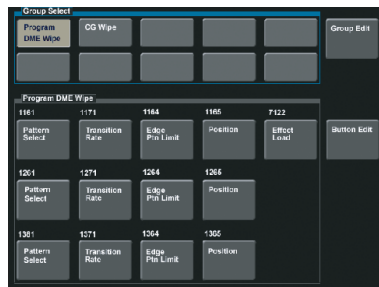 Group Select
Program DME Wipe
CG Wipe
Group Edit
Program DME Wipe
1161 1171 1164 1165 7122
Pattern Select
Transition Rate
Edge Ptn Limit
Position
Effect Load
Button Edit
1261 1271 1264 1265
Pattern Select
Transition Rate
Edge Ptn Limit
Position
1381 1371 1364 1365
Pattern Select
Transition Rate
Edge Ptn Limit
Position